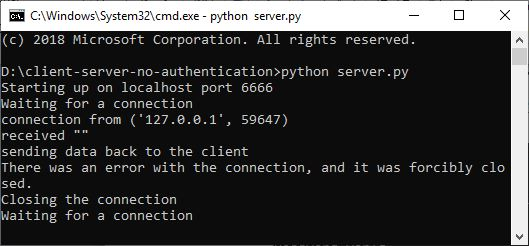 C:\Windows\System32\cmd.exe - python  server.py
(c) 2018 Microsoft Corporation. All rights reserved.
D:\client-server-no-authentication>python server.py
Starting up on localhost port 6666
Waiting for a connection
connection from ('127.0.0.1', 59647)
received ""
sending data back to the client
There was an error with the connection, and it was forcibly clo
sed.
Closing the connection
Waiting for a connection